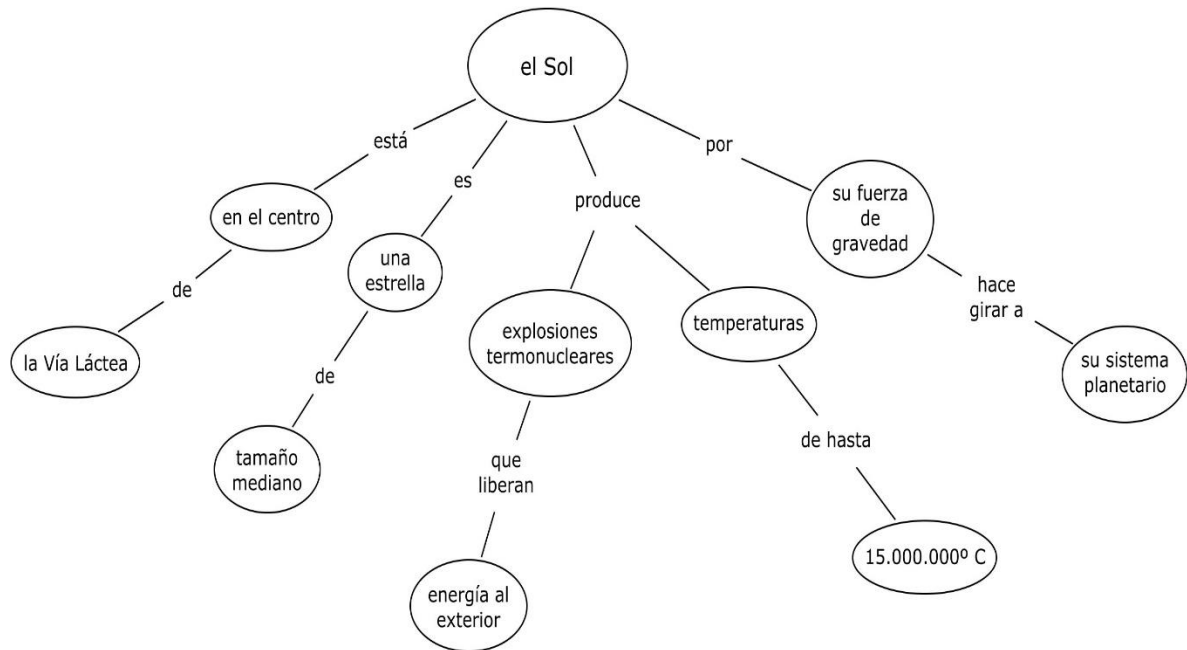 el Sol
está
en el centro
de
la Vía Láctea
es
una
estrella
de
tamaño
mediano
produce
explosiones
termonucleares
que
liberan
energía al
exterior
temperaturas
de hasta
15.000.000º C
por
su fuerza
de
gravedad
hace
girar a
su sistema
planetario